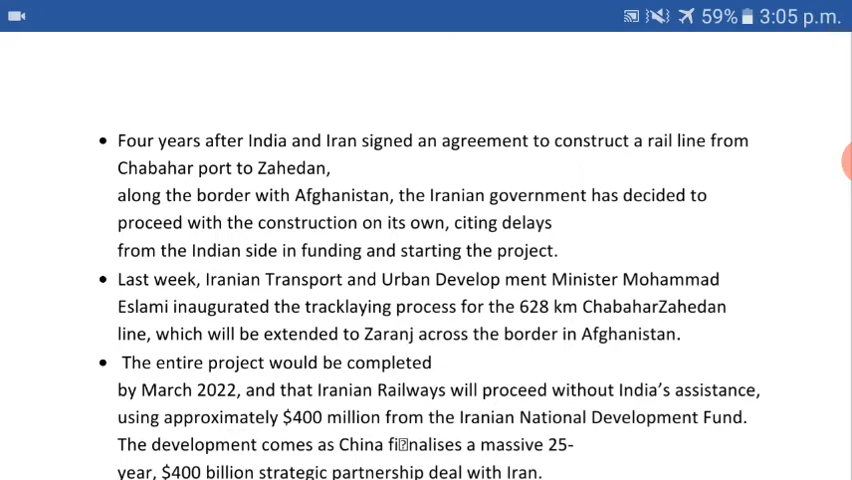 59% 3:05 p.m.
• Four years after India and Iran signed an agreement to construct a rail line from
Chabahar port to Zahedan,
along the border with Afghanistan, the Iranian government has decided to
proceed with the construction on its own, citing delays
from the Indian side in funding and starting the project.
• Last week, Iranian Transport and Urban Develop ment Minister Mohammad
Eslami inaugurated the tracklaying process for the 628 km ChabaharZahedan
line, which will be extended to Zaranj across the border in Afghanistan.
• The entire project would be completed
by March 2022, and that Iranian Railways will proceed without India’s assistance,
using approximately $400 million from the Iranian National Development Fund.
The development comes as China fi⍰nalises a massive 25-
year, $400 billion strategic partnership deal with Iran.